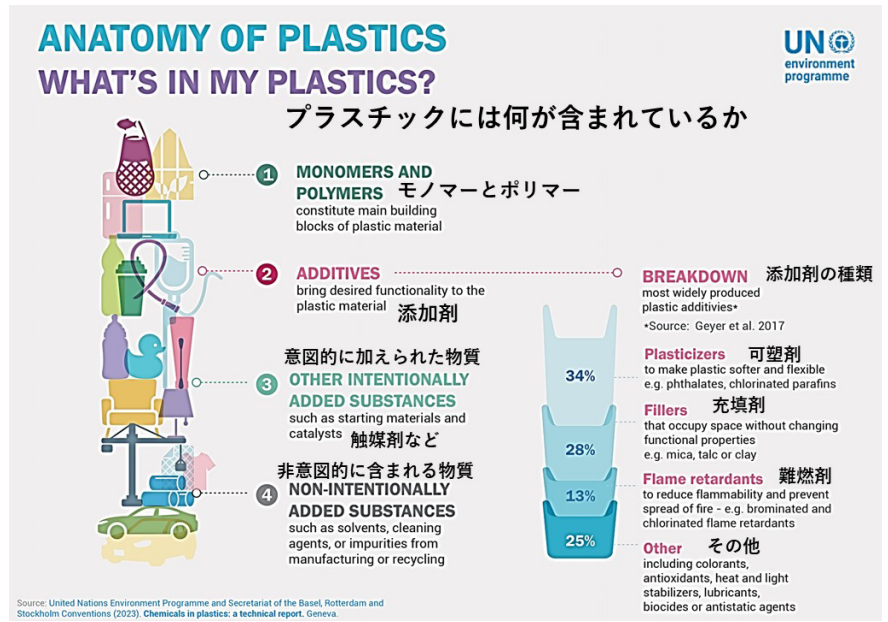 ANATOMY OF PLASTICS
WHAT'S IN MY PLASTICS?
UN
environment
programme
プラスチックには何が含まれているか
1
MONOMERS AND
POLYMERS モノマーとポリマー
constitute main building
blocks of plastic material
2
ADDITIVES
bring desired functionality to the
plastic material 添加剤
意図的に加えられた物質
3
OTHER INTENTIONALLY
ADDED SUBSTANCES
such as starting materials and
catalysts 触媒剤など
非意図的に含まれる物質
4
NON-INTENTIONALLY
ADDED SUBSTANCES
such as solvents, cleaning
agents, or impurities from
manufacturing or recycling
BREAKDOWN 添加剤の種類
most widely produced
plastic additivies*
*Source: Geyer et al. 2017
34%
Plasticizers 可塑剤
to make plastic softer and flexible
e.g. phthalates, chlorinated parafins
28%
Fillers 充填剤
that occupy space without changing
functional properties
e.g. mica, talc or clay
13%
Flame retardants 難燃剤
to reduce flammability and prevent
spread of fire - e.g. brominated and
chlorinated flame retardants
25%
Other その他
including colorants,
antioxidants, heat and light
stabilizers, lubricants,
biocides or antistatic agents
Source: United Nations Environment Programme and Secretariat of the Basel, Rotterdam and
Stockholm Conventions (2023). Chemicals in plastics: a technical report. Geneva.